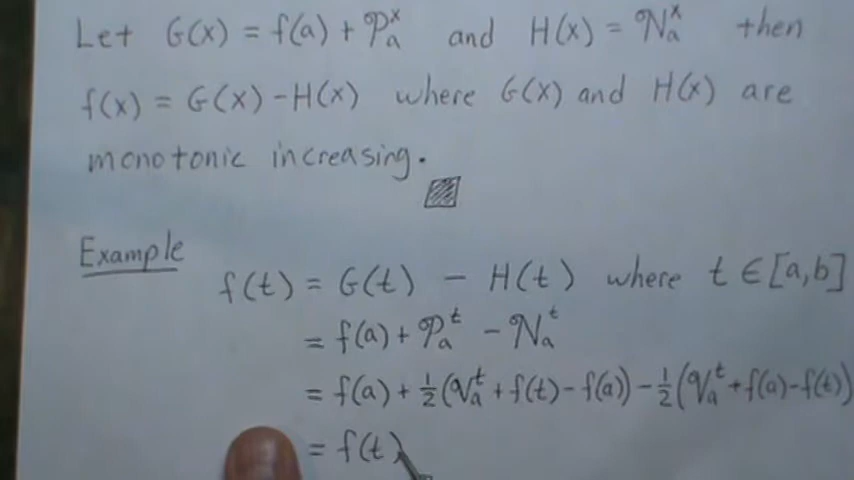 Let G(x) = f(a) + 𝒫ₐˣ and H(x) = 𝒩ₐˣ then
f(x) = G(x) - H(x) where G(x) and H(x) are
monotonic increasing.
Example
f(t) = G(t) - H(t) where t ∈ [a,b]
= f(a) + 𝒫ₐᵗ - 𝒩ₐᵗ
= f(a) + ½(𝒱ₐᵗ + f(t) - f(a)) - ½(𝒱ₐᵗ + f(a) - f(t))
= f(t)